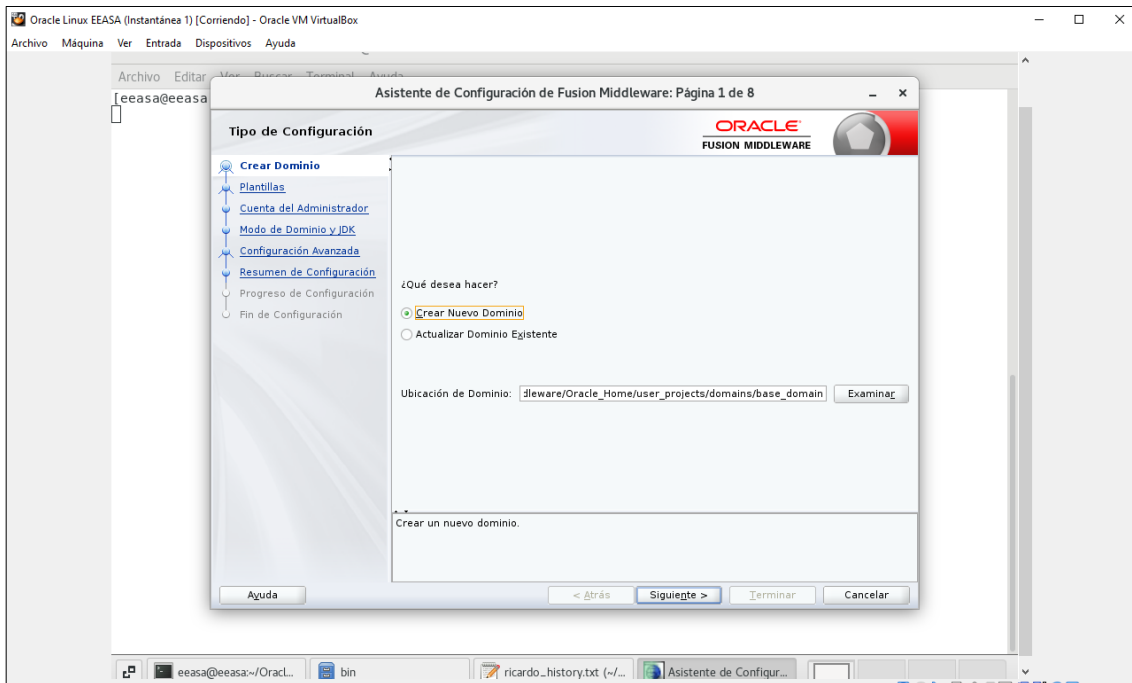 Oracle Linux EEASA (Instantánea 1) [Corriendo] - Oracle VM VirtualBox
Archivo Máquina Ver Entrada Dispositivos Ayuda
Archivo Editar Ver Buscar Terminal Ayuda
[eeasa@eeasa
Asistente de Configuración de Fusion Middleware: Página 1 de 8
Tipo de Configuración
ORACLE
FUSION MIDDLEWARE
Crear Dominio
Plantillas
Cuenta del Administrador
Modo de Dominio y JDK
Configuración Avanzada
Resumen de Configuración
Progreso de Configuración
Fin de Configuración
¿Qué desea hacer?
Crear Nuevo Dominio
Actualizar Dominio Existente
Ubicación de Dominio: dleware/Oracle_Home/user_projects/domains/base_domain Examinar
Crear un nuevo dominio.
Ayuda < Atrás Siguiente > Terminar Cancelar
eeasa@eeasa:~/Oracl... bin ricardo_history.txt (~/... Asistente de Configur...